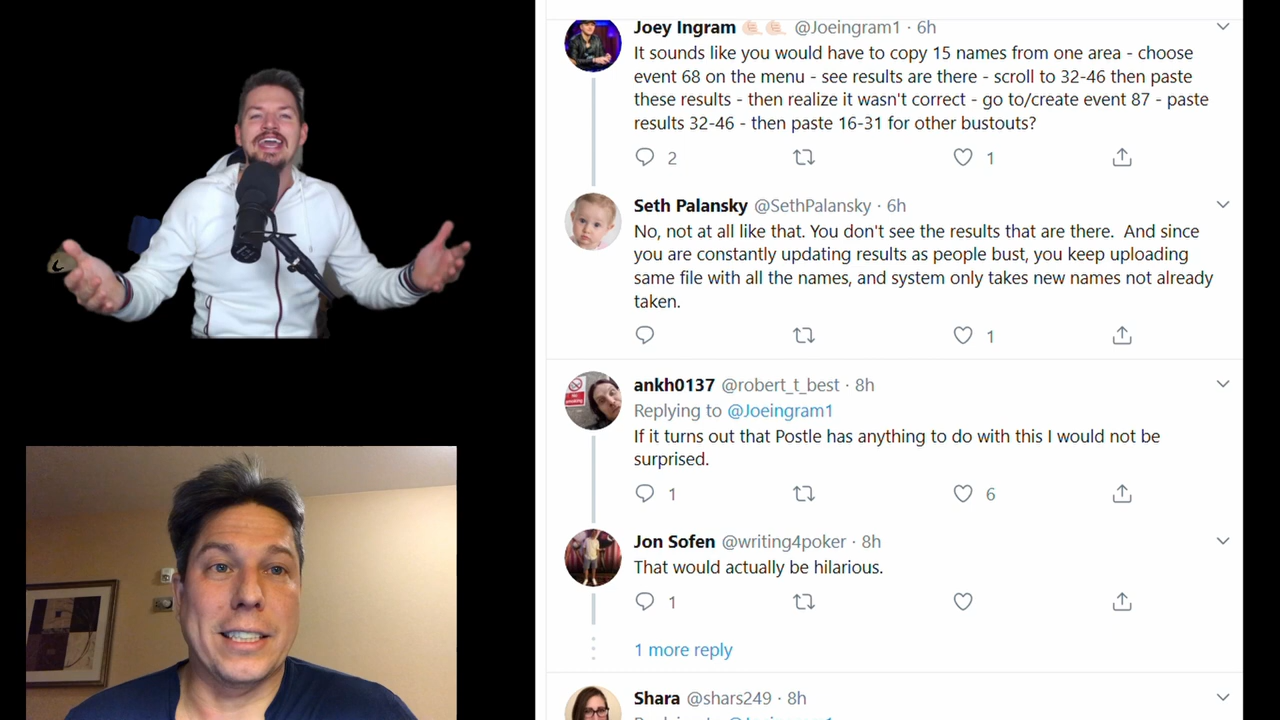 Joey Ingram @Joeingram1 · 6h
It sounds like you would have to copy 15 names from one area - choose
event 68 on the menu - see results are there - scroll to 32-46 then paste
these results - then realize it wasn't correct - go to/create event 87 - paste
results 32-46 - then paste 16-31 for other bustouts?
2 1
Seth Palansky @SethPalansky · 6h
No, not at all like that. You don't see the results that are there. And since
you are constantly updating results as people bust, you keep uploading
same file with all the names, and system only takes new names not already
taken.
1
ankh0137 @robert_t_best · 8h
Replying to @Joeingram1
If it turns out that Postle has anything to do with this I would not be
surprised.
1 6
Jon Sofen @writing4poker · 8h
That would actually be hilarious.
1
1 more reply
Shara @shars249 · 8h